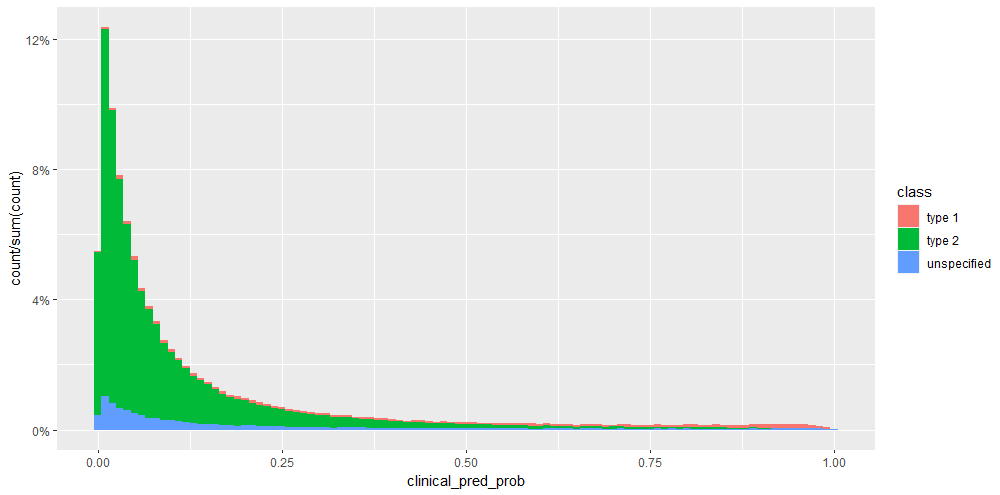 12%
8%
4%
0%
count/sum(count)
0.00
0.25
0.50
0.75
1.00
clinical_pred_prob
class
type 1
type 2
unspecified